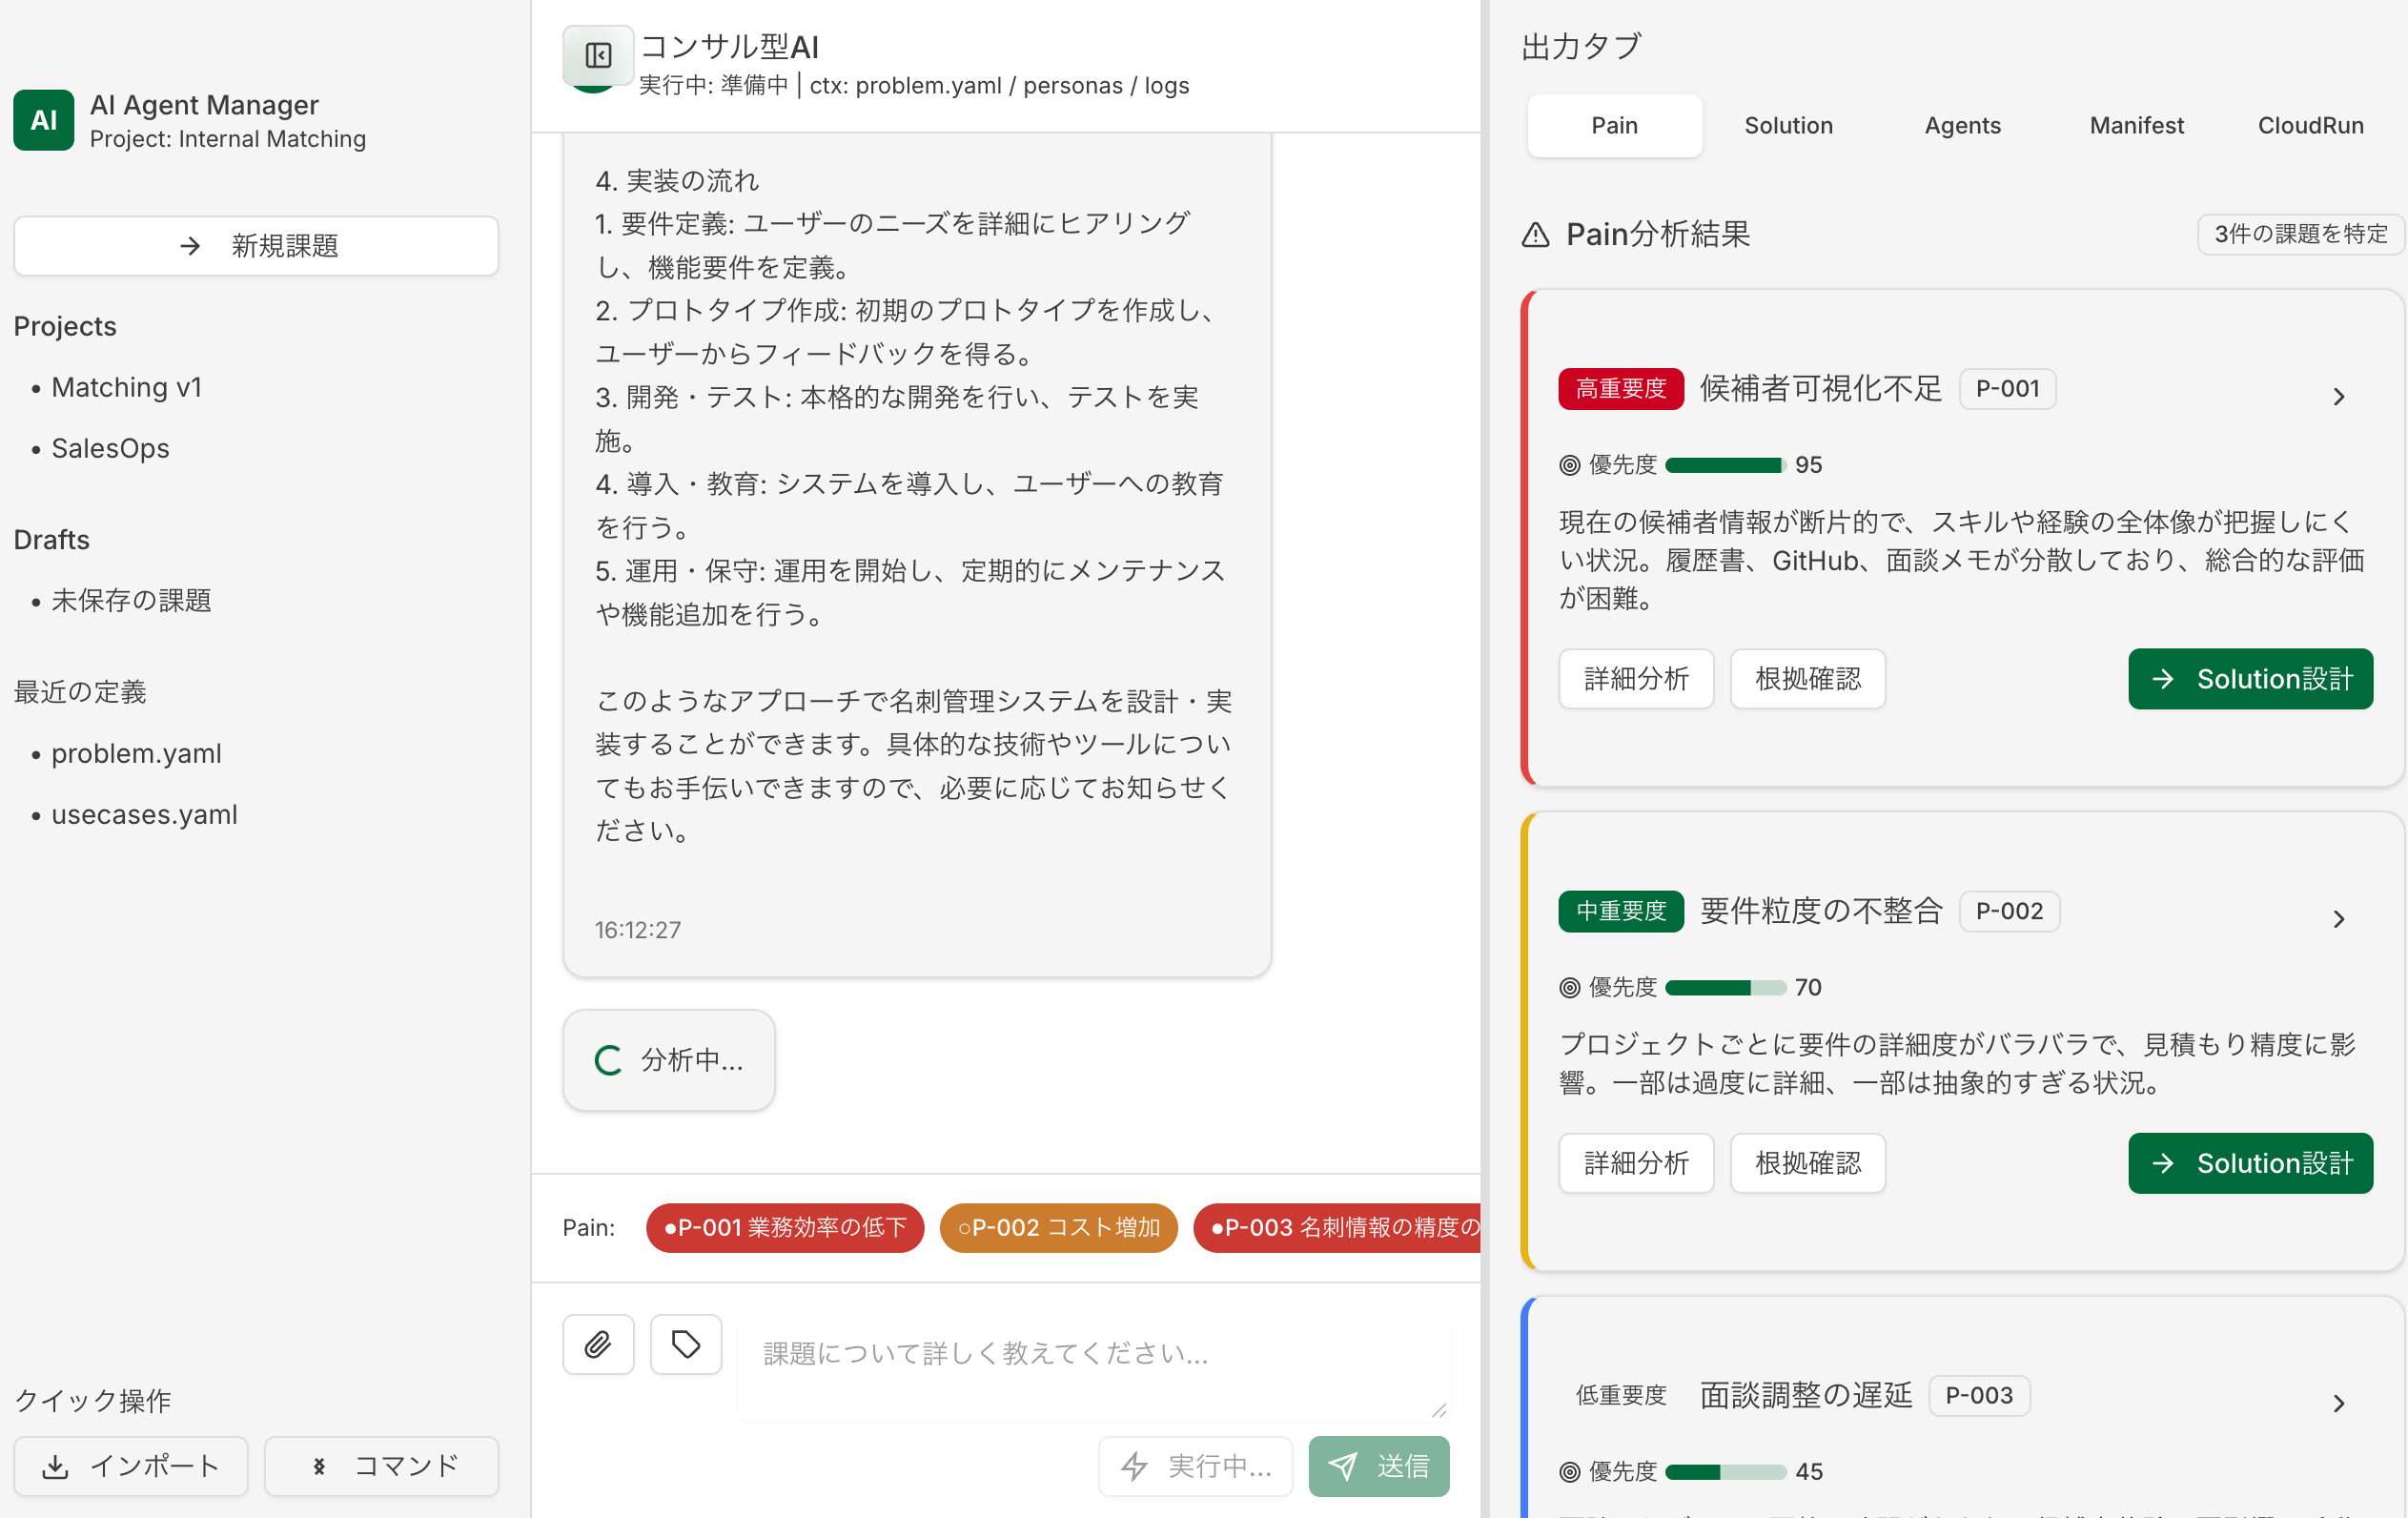 AI
AI Agent Manager
Project: Internal Matching
新規課題
Projects
• Matching v1
• SalesOps
Drafts
• 未保存の課題
最近の定義
• problem.yaml
• usecases.yaml
クイック操作
インポート
コマンド
コンサル型AI
実行中: 準備中 | ctx: problem.yaml / personas / logs
4. 実装の流れ
1. 要件定義: ユーザーのニーズを詳細にヒアリング
し、機能要件を定義。
2. プロトタイプ作成: 初期のプロトタイプを作成し、
ユーザーからフィードバックを得る。
3. 開発・テスト: 本格的な開発を行い、テストを実
施。
4. 導入・教育: システムを導入し、ユーザーへの教育
を行う。
5. 運用・保守: 運用を開始し、定期的にメンテナンス
や機能追加を行う。
このようなアプローチで名刺管理システムを設計・実
装することができます。具体的な技術やツールについ
てもお手伝いできますので、必要に応じてお知らせく
ださい。
16:12:27
分析中...
Pain:
●P-001 業務効率の低下
○P-002 コスト増加
●P-003 名刺情報の精度の
課題について詳しく教えてください...
実行中...
送信
出力タブ
Pain
Solution
Agents
Manifest
CloudRun
Pain分析結果
3件の課題を特定
高重要度 候補者可視化不足 P-001
優先度 95
現在の候補者情報が断片的で、スキルや経験の全体像が把握しにく
い状況。履歴書、GitHub、面談メモが分散しており、総合的な評価
が困難。
詳細分析
根拠確認
Solution設計
中重要度 要件粒度の不整合 P-002
優先度 70
プロジェクトごとに要件の詳細度がバラバラで、見積もり精度に影
響。一部は過度に詳細、一部は抽象的すぎる状況。
詳細分析
根拠確認
Solution設計
低重要度 面談調整の遅延 P-003
優先度 45